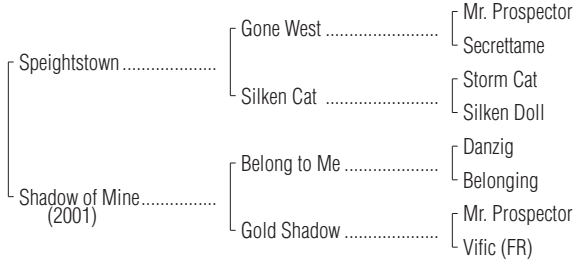 Mr. Prospector
Gone West ........................
Secrettame
Speightstown ....................
Storm Cat
Silken Cat ........................
Silken Doll
Danzig
Belong to Me ....................
Belonging
Shadow of Mine................
(2001)
Mr. Prospector
Gold Shadow ....................
Vific (FR)